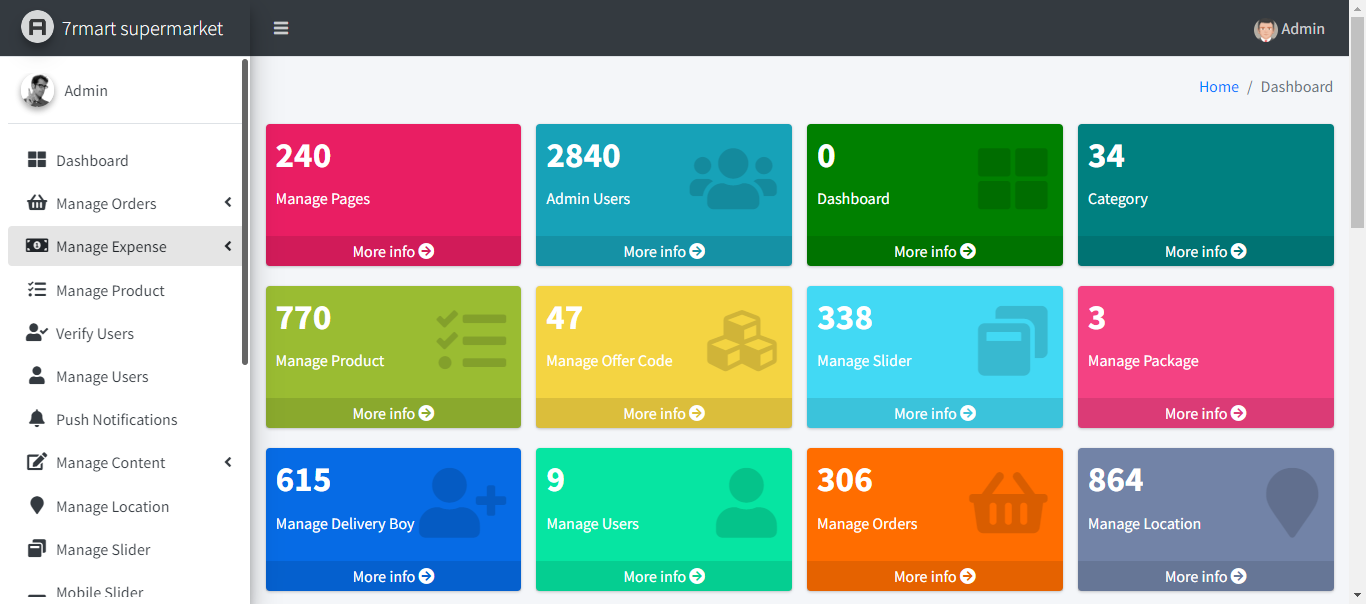 7rmart supermarket
Admin
Admin
Home / Dashboard
Dashboard
Manage Orders
Manage Expense
Manage Product
Verify Users
Manage Users
Push Notifications
Manage Content
Manage Location
Manage Slider
Mobile Slider
240
Manage Pages
More info
2840
Admin Users
More info
0
Dashboard
More info
34
Category
More info
770
Manage Product
More info
47
Manage Offer Code
More info
338
Manage Slider
More info
3
Manage Package
More info
615
Manage Delivery Boy
More info
9
Manage Users
More info
306
Manage Orders
More info
864
Manage Location
More info